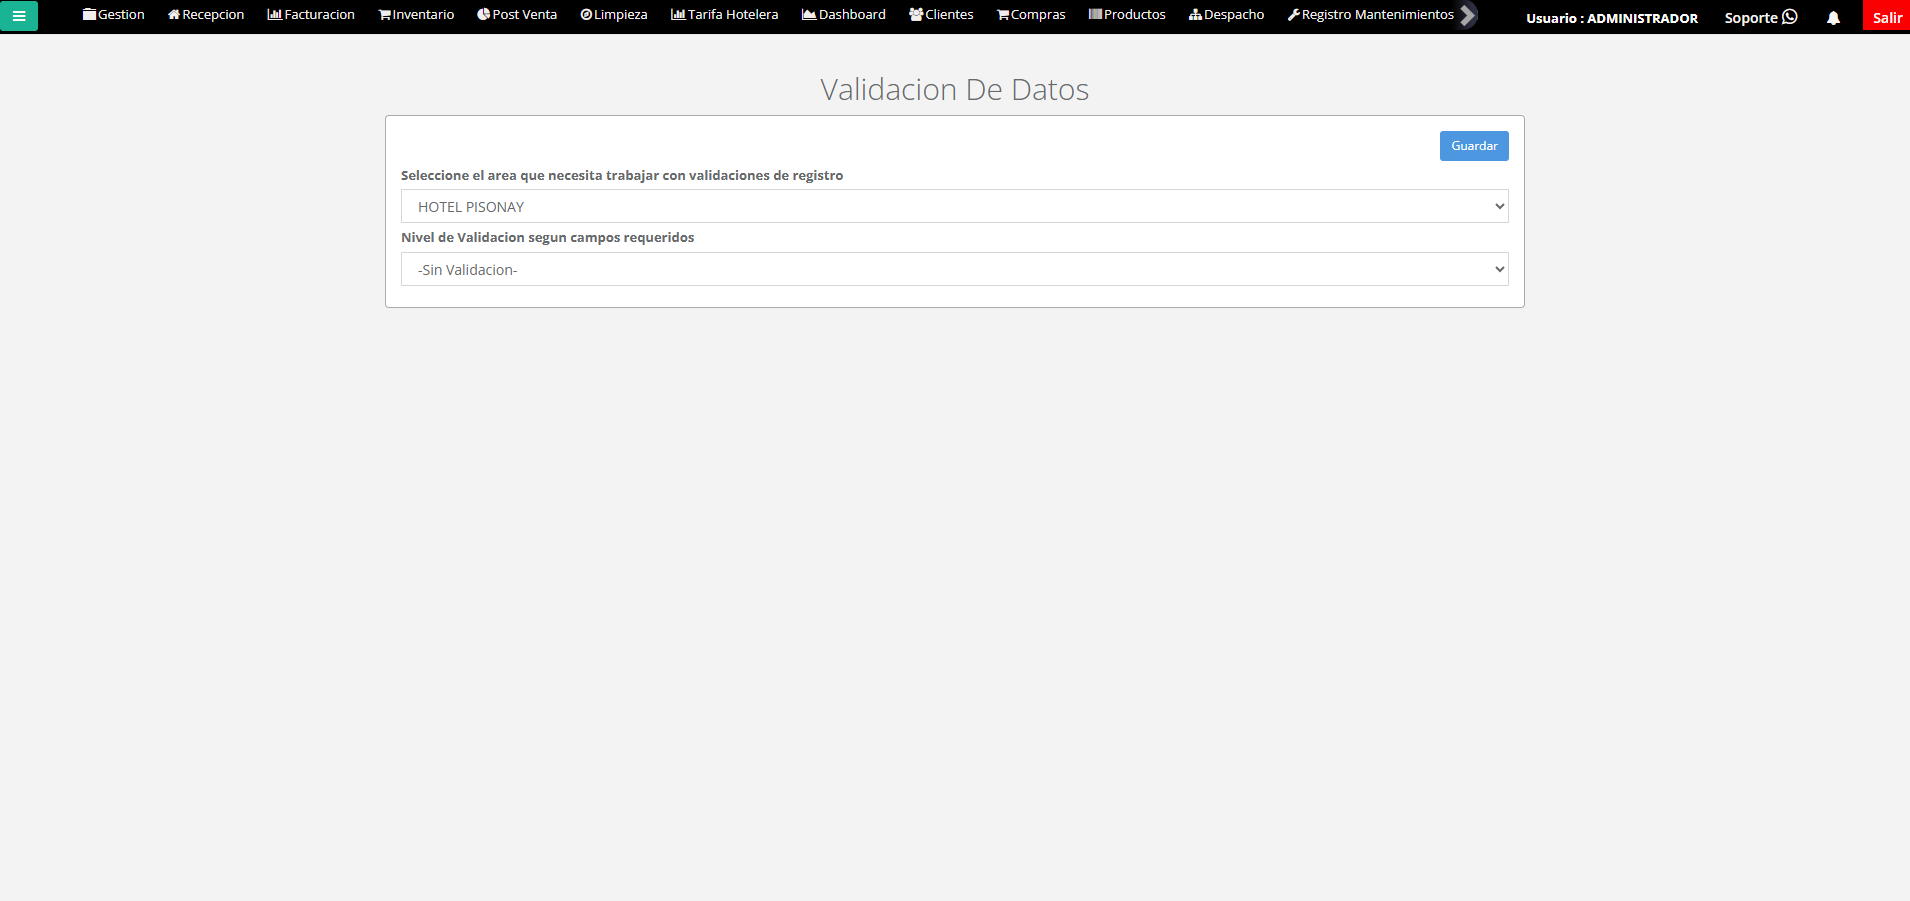 Gestion Recepcion Facturacion Inventario Post Venta Limpieza Tarifa Hotelera Dashboard Clientes Compras Productos Despacho Registro Mantenimientos Usuario : ADMINISTRADOR Soporte Salir
Validacion De Datos
Guardar
Seleccione el area que necesita trabajar con validaciones de registro
HOTEL PISONAY
Nivel de Validacion segun campos requeridos
-Sin Validacion-